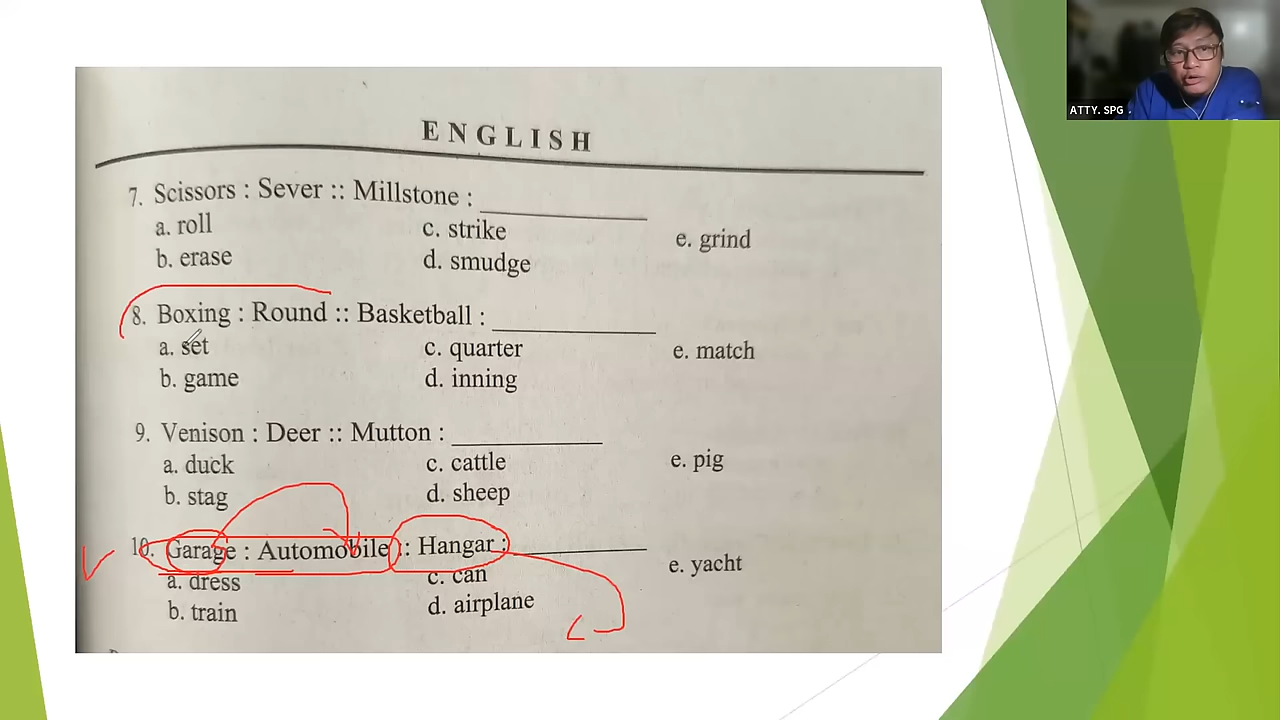 ENGLISH
7. Scissors : Sever :: Millstone : ____________
a. roll c. strike e. grind
b. erase d. smudge
8. Boxing : Round :: Basketball : ____________
a. set c. quarter e. match
b. game d. inning
9. Venison : Deer :: Mutton : ____________
a. duck c. cattle e. pig
b. stag d. sheep
10. Garage : Automobile :: Hangar : ____________
a. dress c. can e. yacht
b. train d. airplane
ATTY. SPG